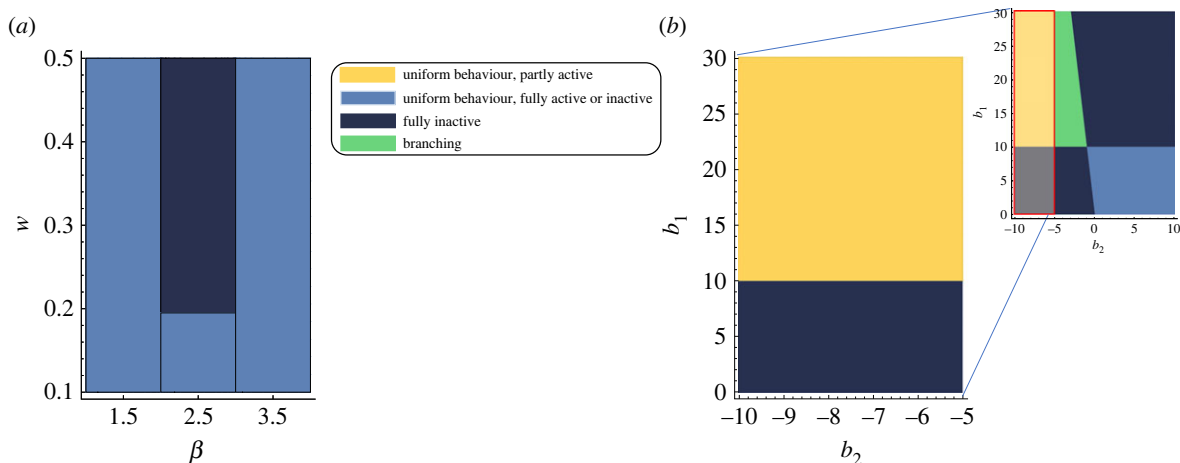 (a)
0.5
0.4
w
0.3
0.2
0.1
1.5 2.5 3.5
β
uniform behaviour, partly active
uniform behaviour, fully active or inactive
fully inactive
branching
(b)
30
25
20
b1
15
10
5
0
–10 –9 –8 –7 –6 –5
b2
30
25
20
b1
15
10
5
0
–10 –5 0 5 10
b2